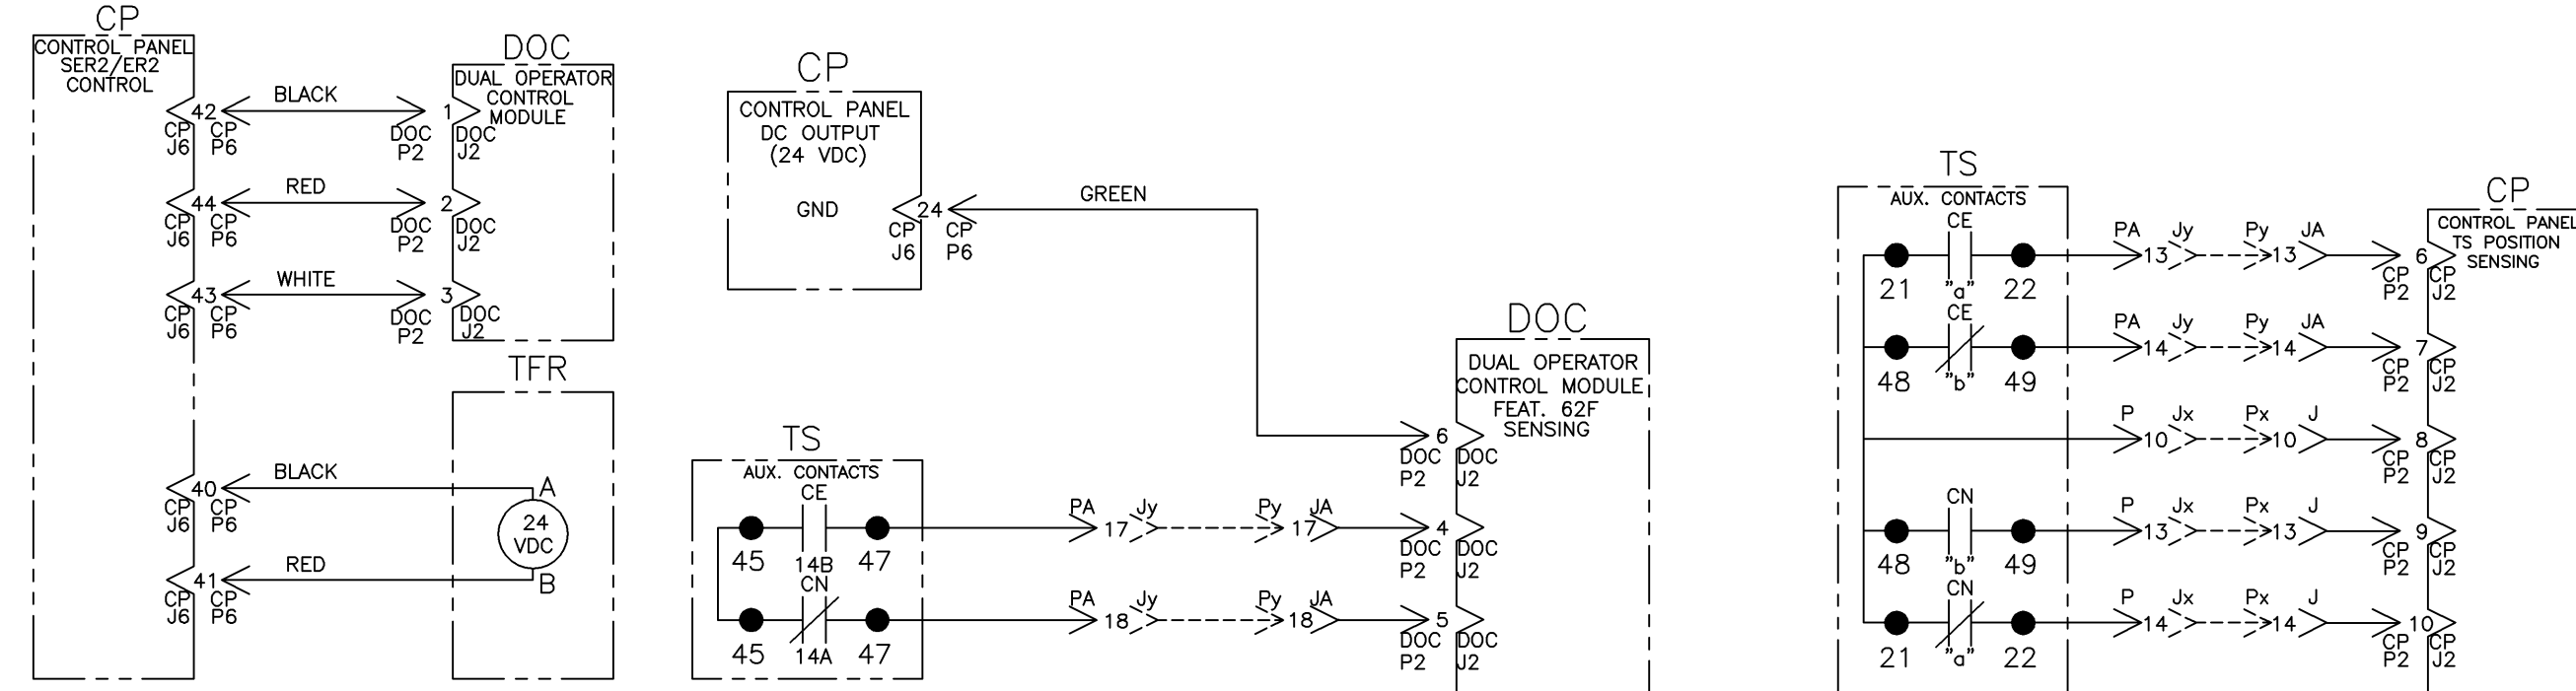 CP
CONTROL PANEL
SER2/ER2
CONTROL
DOC
DUAL OPERATOR
CONTROL
MODULE
42 BLACK 1
CP CP DOC DOC
J6 P6 P2 J2
44 RED 2
CP CP DOC DOC
J6 P6 P2 J2
43 WHITE 3
CP CP DOC DOC
J6 P6 P2 J2
TFR
40 BLACK A
CP CP
J6 P6
24
VDC
41 RED B
CP CP
J6 P6
CP
CONTROL PANEL
DC OUTPUT
(24 VDC)
GND 24 GREEN
CP CP
J6 P6
DOC
DUAL OPERATOR
CONTROL MODULE
FEAT. 62F
SENSING
6
DOC DOC
P2 J2
TS
AUX. CONTACTS
CE
PA Jy Py JA
17 17 4
45 14B 47
DOC DOC
P2 J2
CN
PA Jy Py JA
18 18 5
45 14A 47
DOC DOC
P2 J2
TS
AUX. CONTACTS
CP
CONTROL PANEL
TS POSITION
SENSING
CE
PA Jy Py JA
13 13 6
21 "a" 22
CP CP
P2 J2
CE
PA Jy Py JA
14 14 7
48 "b" 49
CP CP
P2 J2
P Jx Px J
10 10 8
CP CP
P2 J2
CN
P Jx Px J
13 13 9
48 "b" 49
CP CP
P2 J2
CN
P Jx Px J
14 14 10
21 "a" 22
CP CP
P2 J2